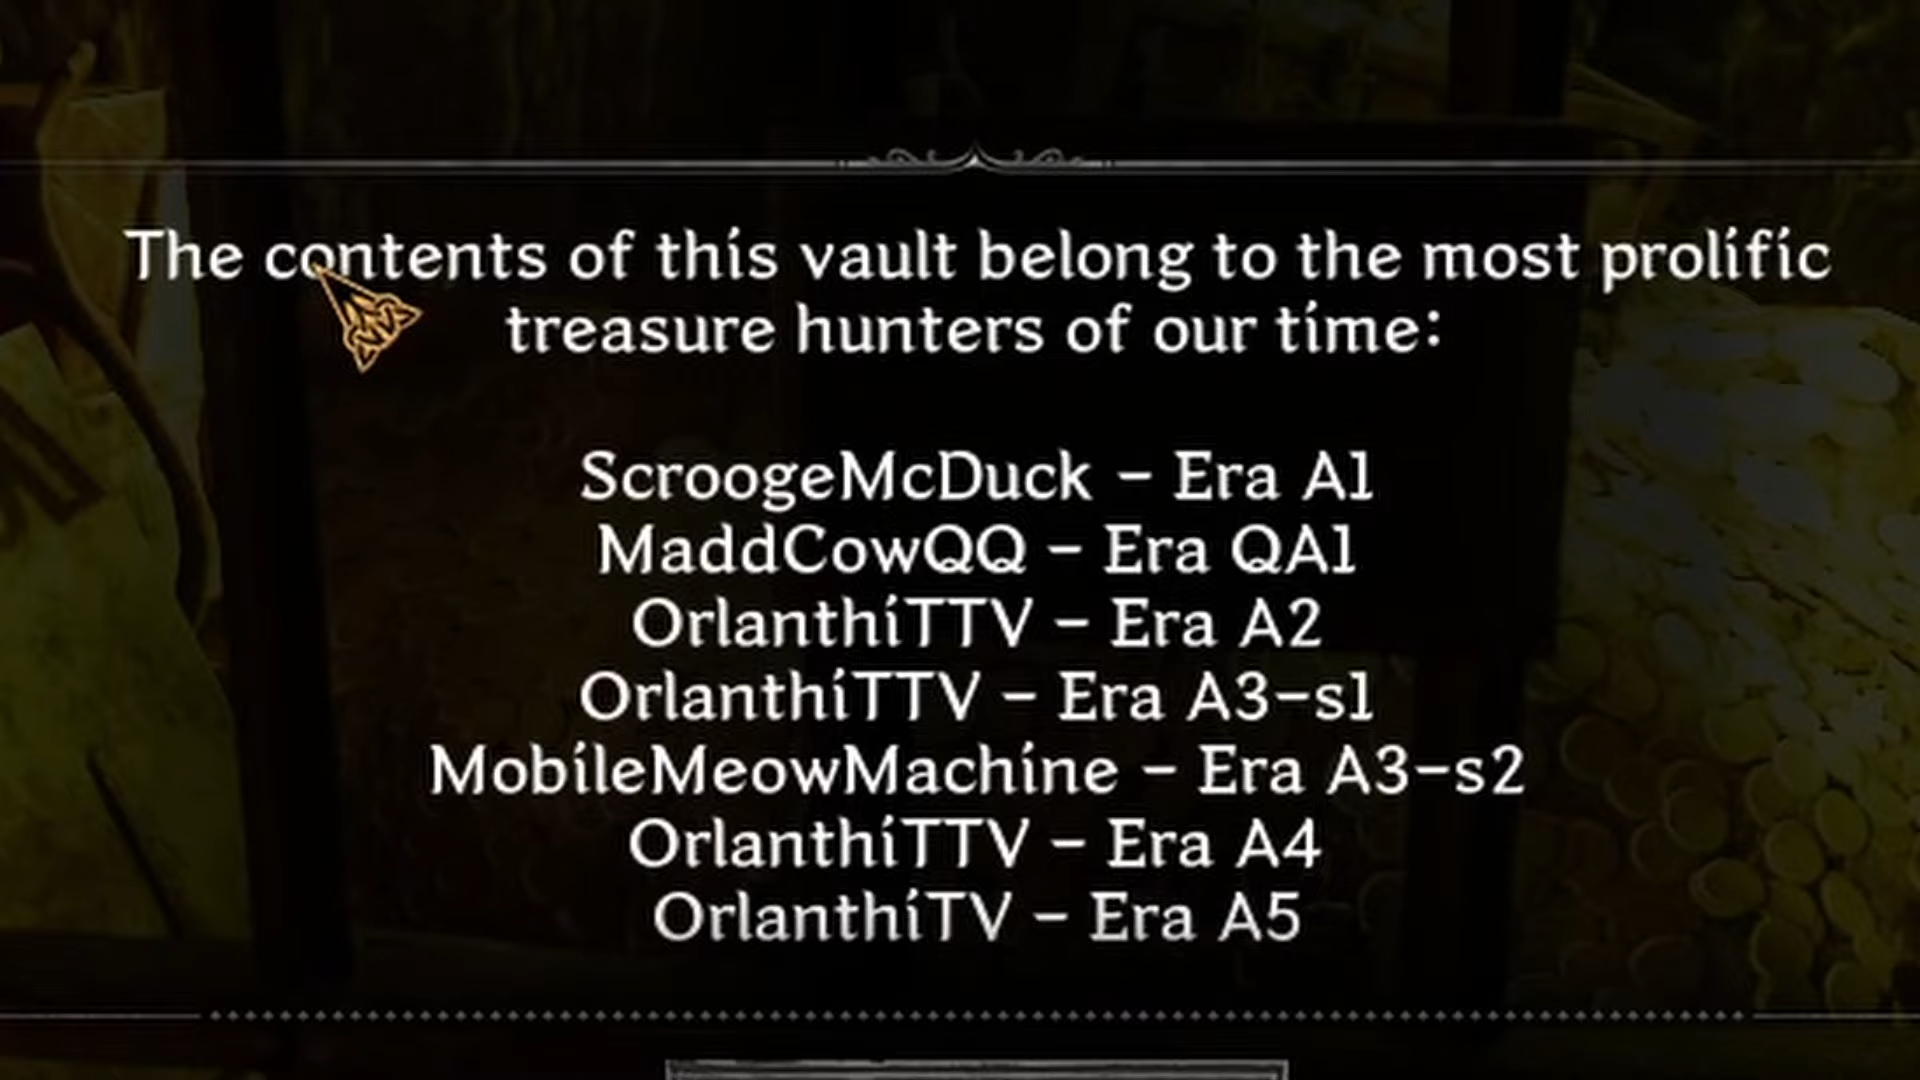 The contents of this vault belong to the most prolific
treasure hunters of our time:
ScroogeMcDuck – Era A1
MaddCowQQ – Era QA1
OrlanthiTTV – Era A2
OrlanthiTTV – Era A3–s1
MobileMeowMachine – Era A3–s2
OrlanthiTTV – Era A4
OrlanthiTV – Era A5